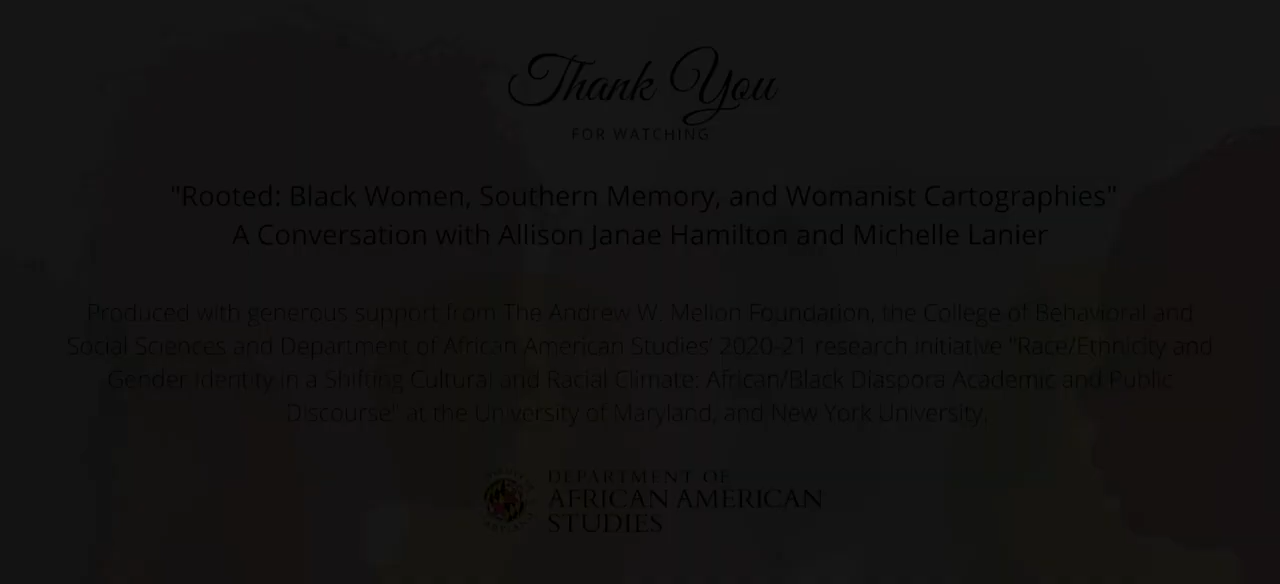 Thank You
FOR WATCHING
"Rooted: Black Women, Southern Memory, and Womanist Cartographies"
A Conversation with Allison Janae Hamilton and Michelle Lanier
Produced with generous support from The Andrew W. Mellon Foundation, the College of Behavioral and
Social Sciences and Department of African American Studies' 2020-21 research initiative "Race/Ethnicity and
Gender Identity in a Shifting Cultural and Racial Climate: African/Black Diaspora Academic and Public
Discourse" at the University of Maryland, and New York University.
DEPARTMENT OF
AFRICAN AMERICAN
STUDIES